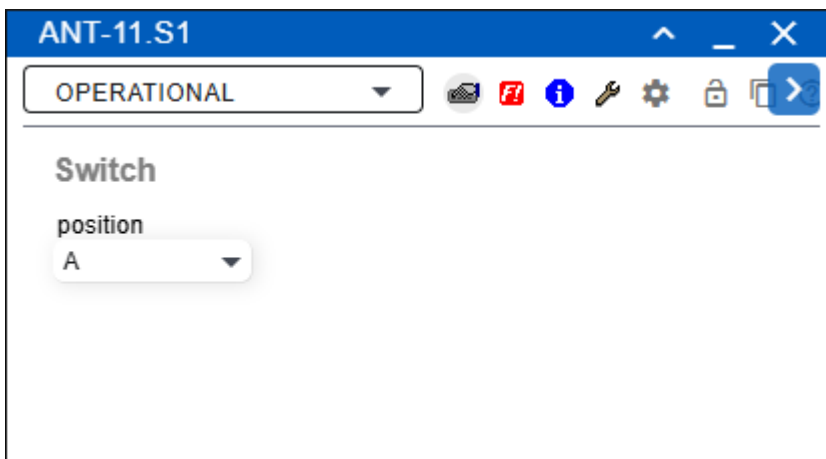 ANT-11.S1
OPERATIONAL
F!
i
Switch
position
A